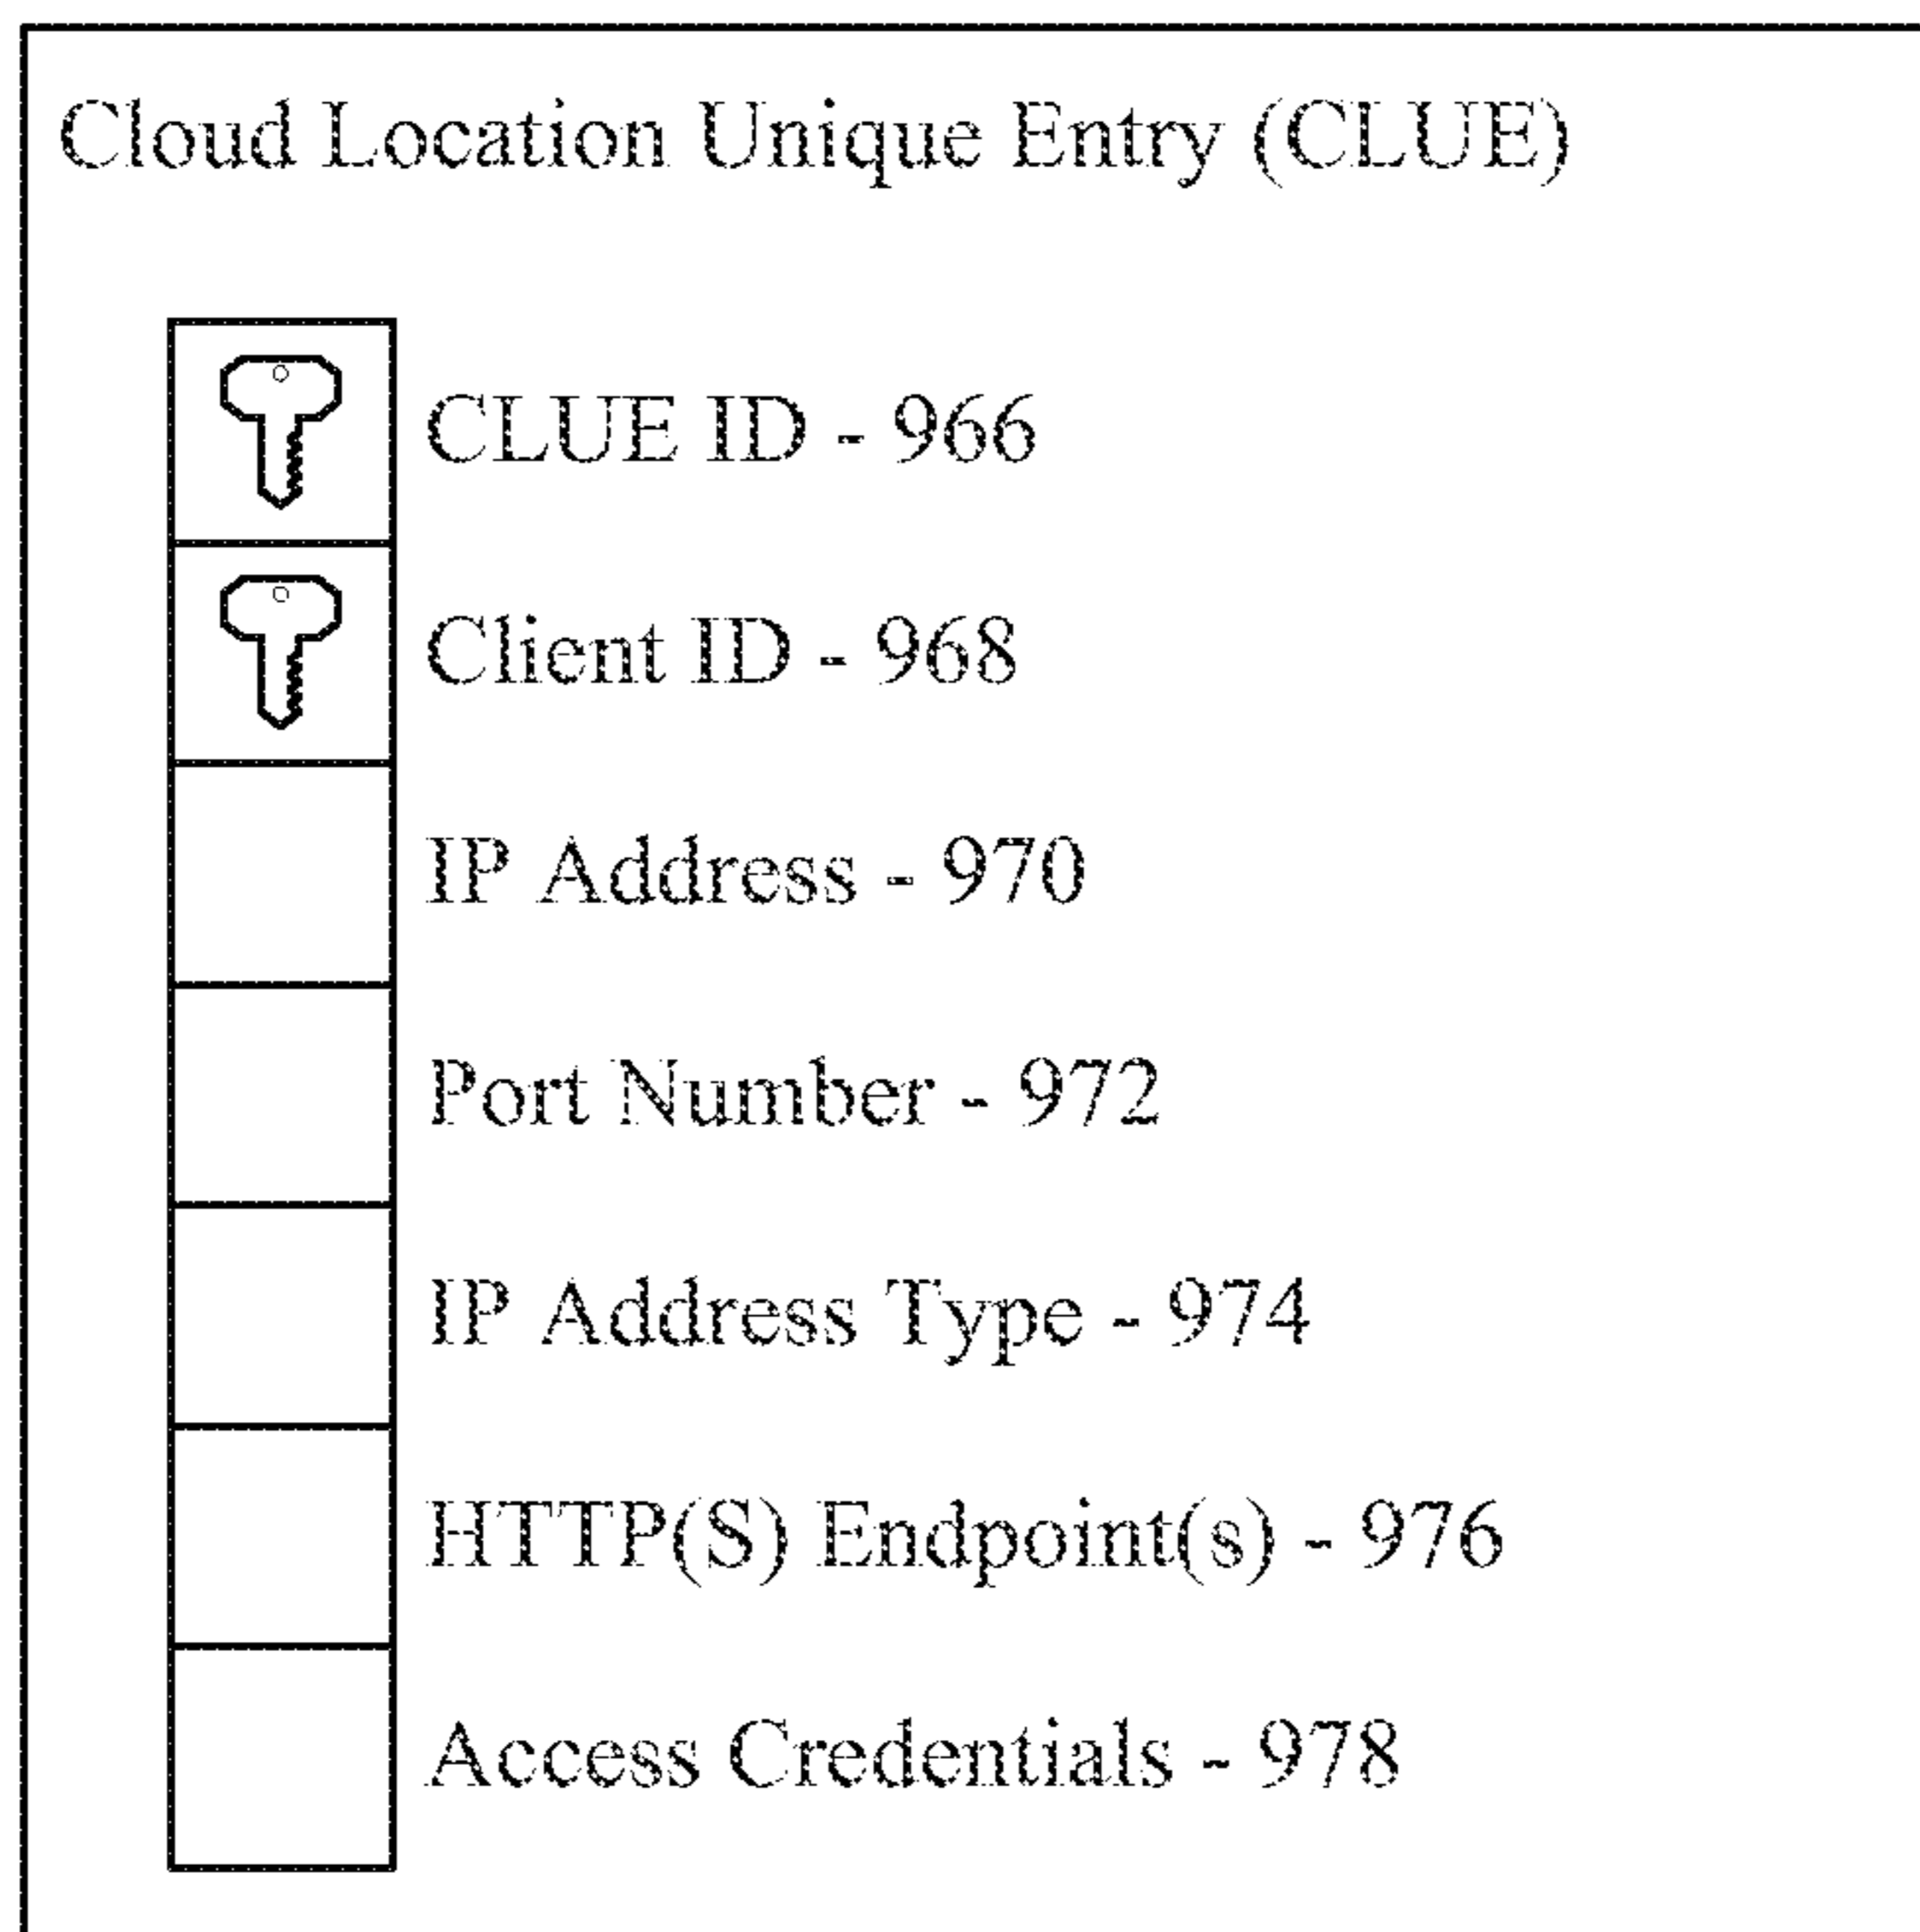 Cloud Location Unique Entry (CLUE)
CLUE ID - 966
Client ID - 968
IP Address - 970
Port Number - 972
IP Address Type - 974
HTTP(S) Endpoint(s) - 976
Access Credentials - 978